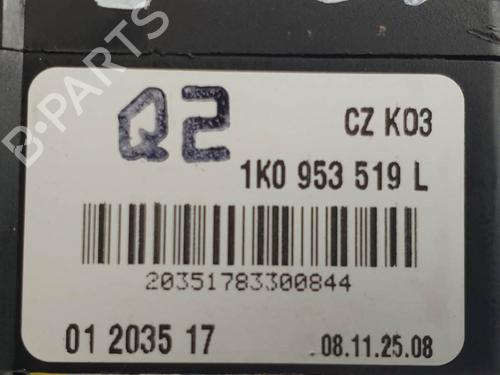 B-PARTS
Q2
CZ K03
1K0 953 519 L
20351783300844
01 2035 17
08.11.25.08